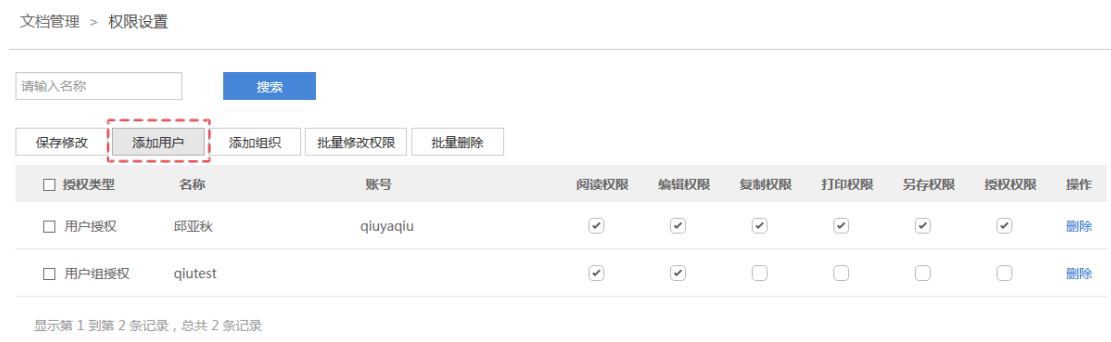 文档管理 > 权限设置
请输入名称 搜索
保存修改 添加用户 添加组织 批量修改权限 批量删除
授权类型 名称 账号 阅读权限 编辑权限 复制权限 打印权限 另存权限 授权权限 操作
用户授权 邱亚秋 qiuyaqiu 删除
用户组授权 qiutest 删除
显示第 1 到第 2 条记录，总共 2 条记录